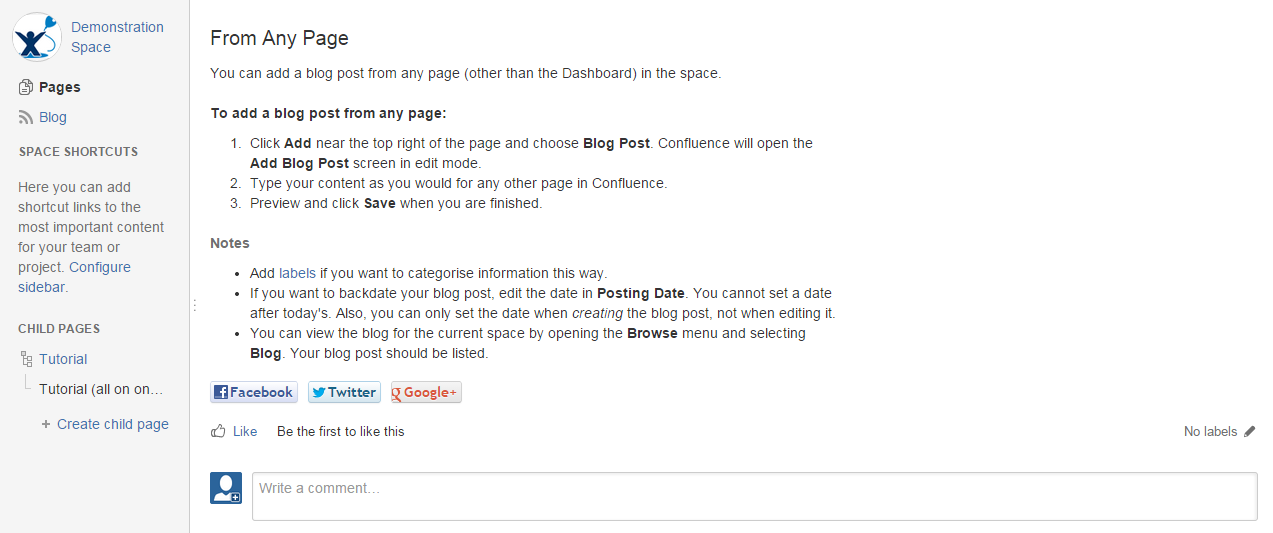 Demonstration
Space
Pages
Blog
SPACE SHORTCUTS
Here you can add
shortcut links to the
most important content
for your team or
project. Configure
sidebar.
CHILD PAGES
Tutorial
Tutorial (all on on…
+ Create child page
From Any Page
You can add a blog post from any page (other than the Dashboard) in the space.
To add a blog post from any page:
1. Click Add near the top right of the page and choose Blog Post. Confluence will open the
Add Blog Post screen in edit mode.
2. Type your content as you would for any other page in Confluence.
3. Preview and click Save when you are finished.
Notes
• Add labels if you want to categorise information this way.
• If you want to backdate your blog post, edit the date in Posting Date. You cannot set a date
after today's. Also, you can only set the date when creating the blog post, not when editing it.
• You can view the blog for the current space by opening the Browse menu and selecting
Blog. Your blog post should be listed.
Facebook Twitter Google+
Like Be the first to like this No labels
Write a comment…